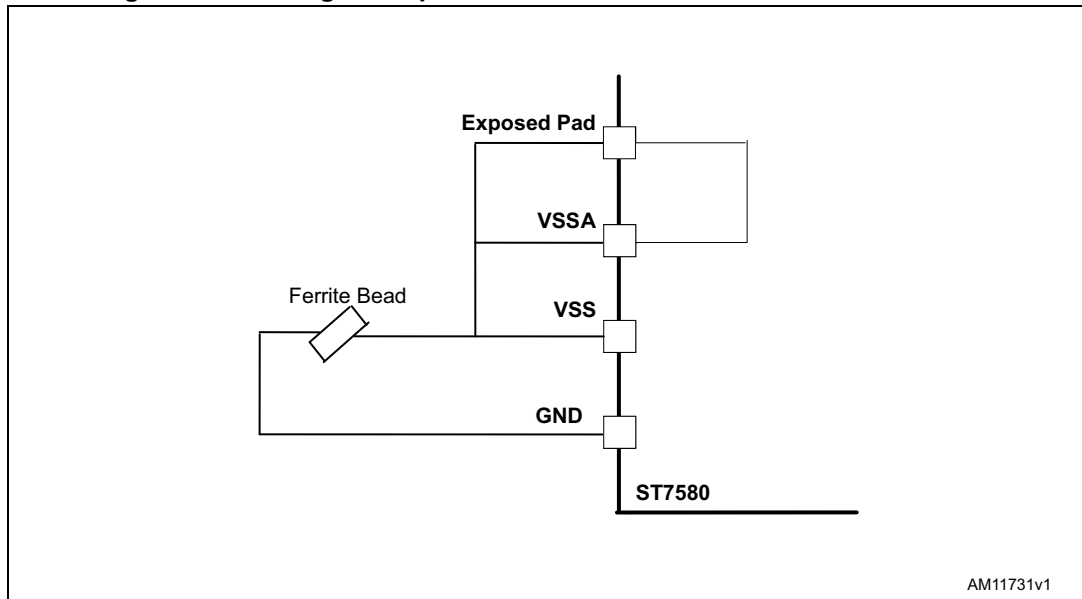 Exposed Pad
VSSA
Ferrite Bead
VSS
GND
ST7580
AM11731v1